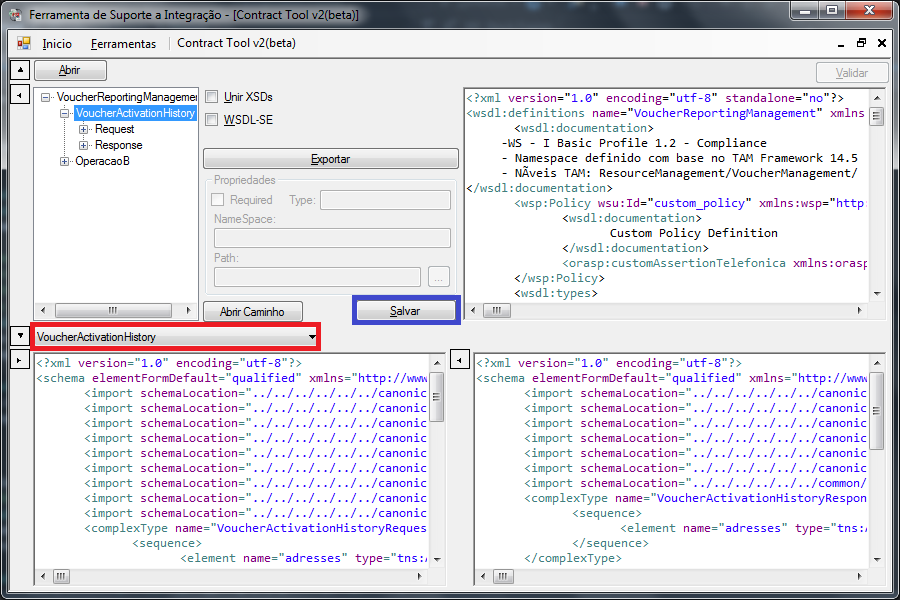 Ferramenta de Suporte a Integração - [Contract Tool v2(beta)]
Inicio Ferramentas Contract Tool v2(beta)
Abrir
Validar
VoucherReportingManagemer
VoucherActivationHistory
Request
Response
OperacaoB
Unir XSDs
WSDL-SE
Exportar
Propriedades
Required Type:
NameSpace:
Path:
...
Abrir Caminho
Salvar
<?xml version="1.0" encoding="utf-8" standalone="no"?>
<wsdl:definitions name="VoucherReportingManagement" xmlns
<wsdl:documentation>
-WS - I Basic Profile 1.2 - Compliance
- Namespace definido com base no TAM Framework 14.5
- NÃveis TAM: ResourceManagement/VoucherManagement/
</wsdl:documentation>
<wsp:Policy wsu:Id="custom_policy" xmlns:wsp="http:
<wsdl:documentation>
Custom Policy Definition
</wsdl:documentation>
<orasp:customAssertionTelefonica xmlns:orasp
</wsp:Policy>
<wsdl:types>
VoucherActivationHistory
<?xml version="1.0" encoding="utf-8"?>
<schema elementFormDefault="qualified" xmlns="http://www
<import schemaLocation="../../../../../canonic
<import schemaLocation="../../../../../canonic
<import schemaLocation="../../../../../canonic
<import schemaLocation="../../../../../canonic
<import schemaLocation="../../../../../canonic
<import schemaLocation="../../../../../canonic
<import schemaLocation="../../../../../canonic
<import schemaLocation="../../../../../canonic
<import schemaLocation="../../../../../canonic
<complexType name="VoucherActivationHistoryReques
<sequence>
<element name="adresses" type="tns:
<?xml version="1.0" encoding="utf-8"?>
<schema elementFormDefault="qualified" xmlns="http://www
<import schemaLocation="../../../../../canonic
<import schemaLocation="../../../../../canonic
<import schemaLocation="../../../../../canonic
<import schemaLocation="../../../../../canonic
<import schemaLocation="../../../../../canonic
<import schemaLocation="../../../../../canonic
<import schemaLocation="../../../../../common/
<complexType name="VoucherActivationHistoryRespon
<sequence>
<element name="adresses" type="tns:
</sequence>
</complexType>